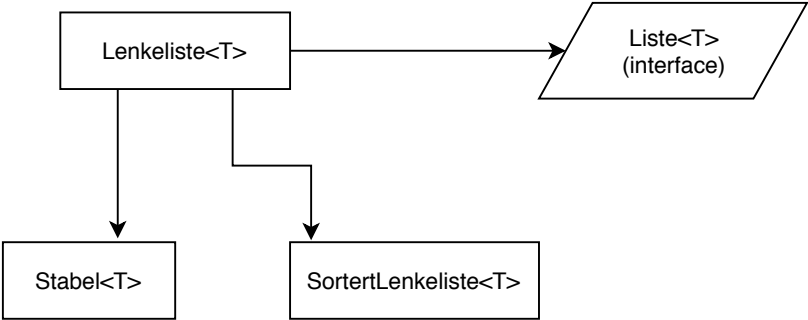 Lenkeliste<T>
Liste<T>
(interface)
Stabel<T>
SortertLenkeliste<T>